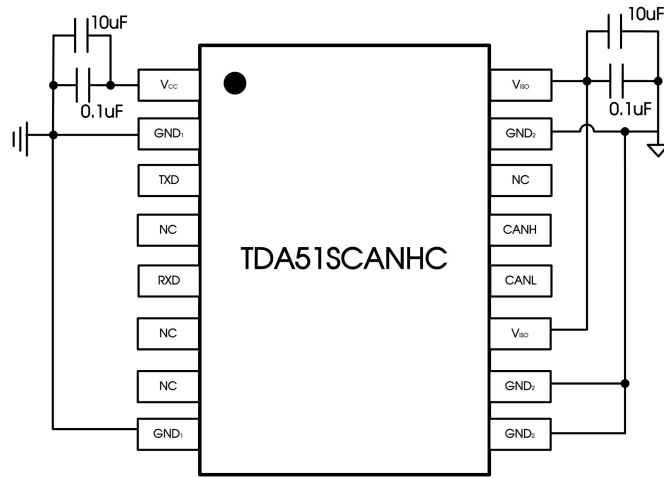 10uF
0.1uF
10uF
0.1uF
VCC
GND1
TXD
NC
RXD
NC
NC
GND1
TDA51SCANHC
VISO
GND2
NC
CANH
CANL
VISO
GND2
GND2